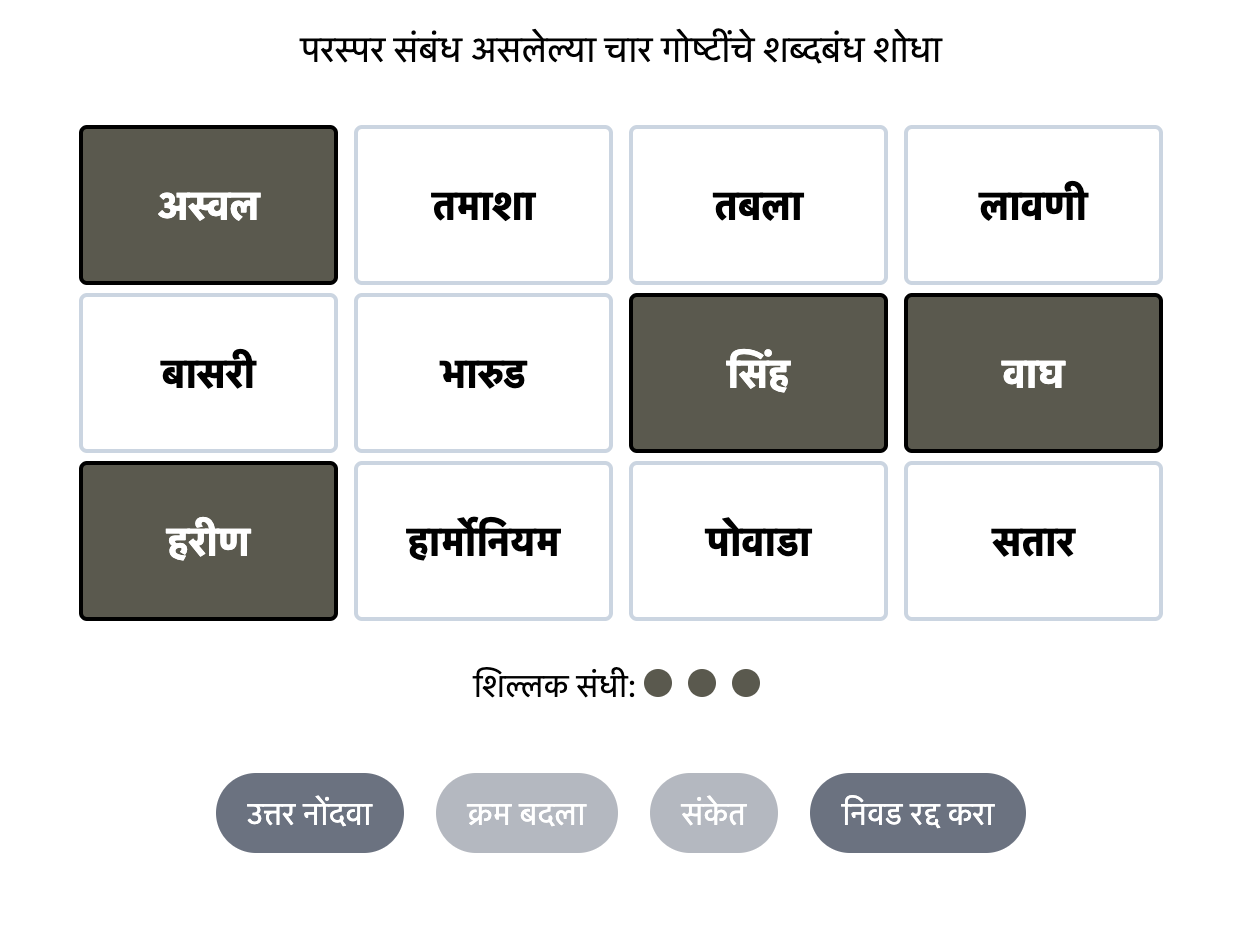 परस्पर संबंध असलेल्या चार गोष्टींचे शब्दबंध शोधा
अस्वल तमाशा तबला लावणी
बासरी भारुड सिंह वाघ
हरीण हार्मोनियम पोवाडा सतार
शिल्लक संधी:
उत्तर नोंदवा क्रम बदला संकेत निवड रद्द करा